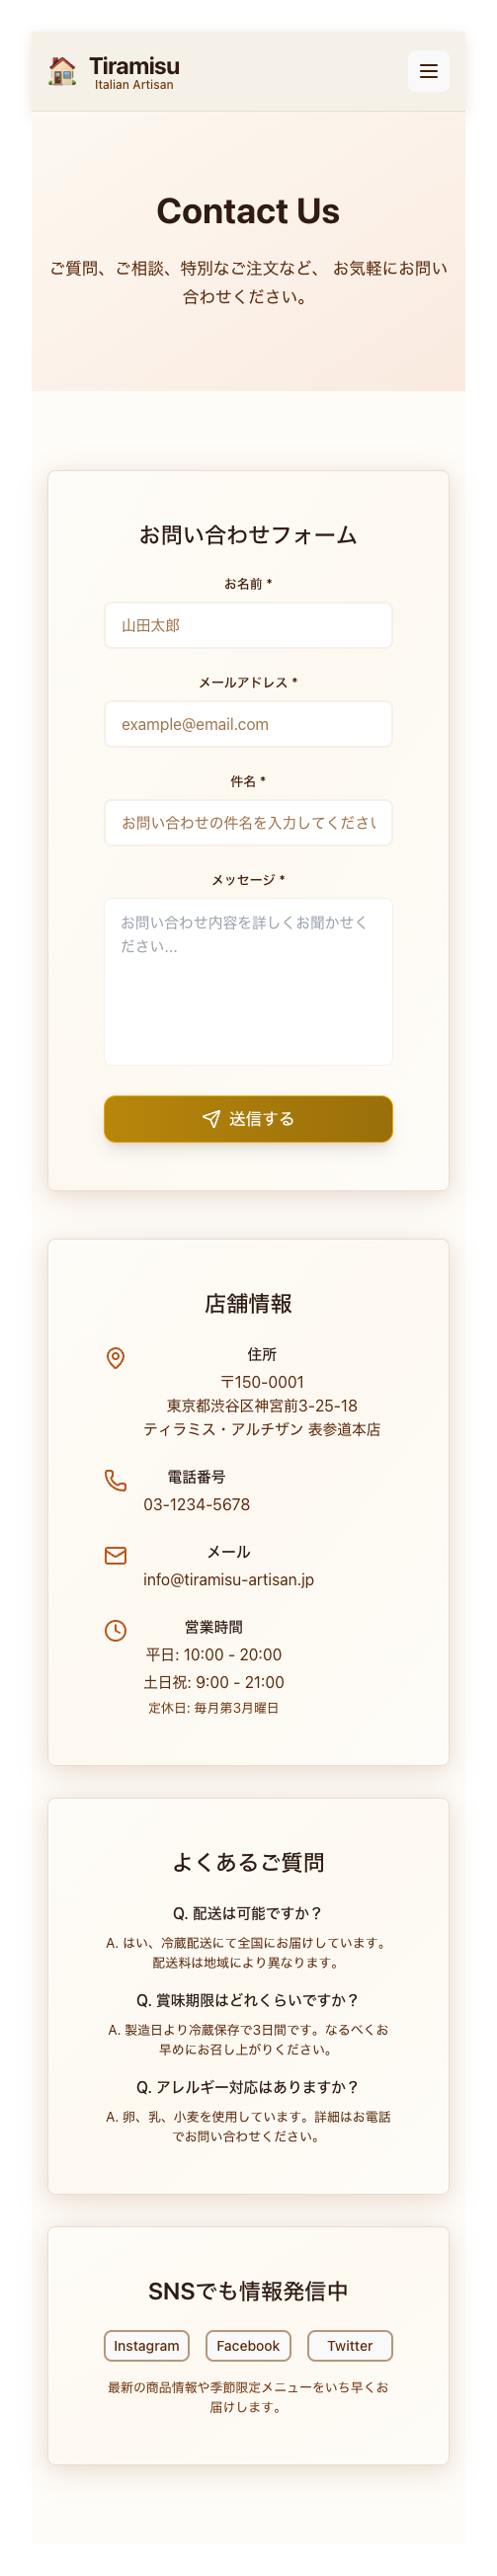 Tiramisu
Italian Artisan
Contact Us
ご質問、ご相談、特別なご注文など、 お気軽にお問い
合わせください。
お問い合わせフォーム
お名前 *
山田太郎
メールアドレス *
example@email.com
件名 *
お問い合わせの件名を入力してください
メッセージ *
お問い合わせ内容を詳しくお聞かせく
ださい...
送信する
店舗情報
住所
〒150-0001
東京都渋谷区神宮前3-25-18
ティラミス・アルチザン 表参道本店
電話番号
03-1234-5678
メール
info@tiramisu-artisan.jp
営業時間
平日: 10:00 - 20:00
土日祝: 9:00 - 21:00
定休日: 毎月第3月曜日
よくあるご質問
Q. 配送は可能ですか？
A. はい、冷蔵配送にて全国にお届けしています。
配送料は地域により異なります。
Q. 賞味期限はどれくらいですか？
A. 製造日より冷蔵保存で3日間です。なるべくお
早めにお召し上がりください。
Q. アレルギー対応はありますか？
A. 卵、乳、小麦を使用しています。詳細はお電話
でお問い合わせください。
SNSでも情報発信中
Instagram
Facebook
Twitter
最新の商品情報や季節限定メニューをいち早くお
届けします。